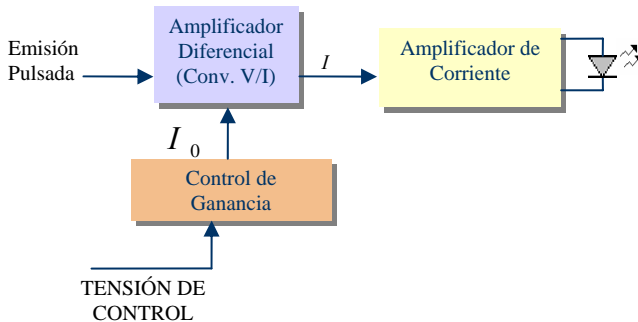 Emisión
Pulsada
Amplificador
Diferencial
(Conv. V/I)
I
Amplificador de
Corriente
I 0
Control de
Ganancia
TENSIÓN DE
CONTROL